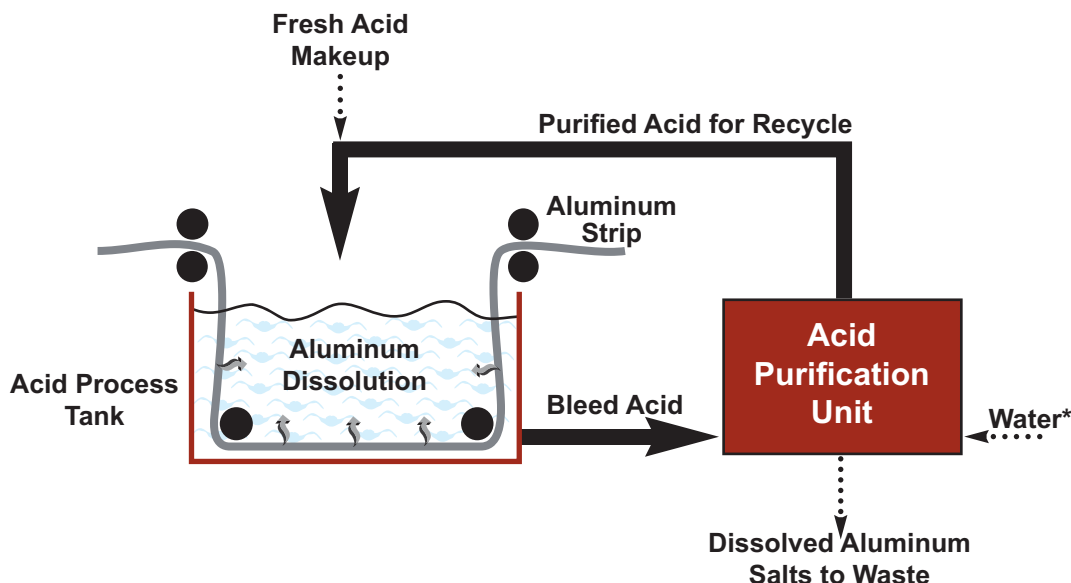 Fresh Acid
Makeup
Purified Acid for Recycle
Aluminum
Strip
Aluminum
Dissolution
Acid Process
Tank
Bleed Acid
Acid
Purification
Unit
Water*
Dissolved Aluminum
Salts to Waste